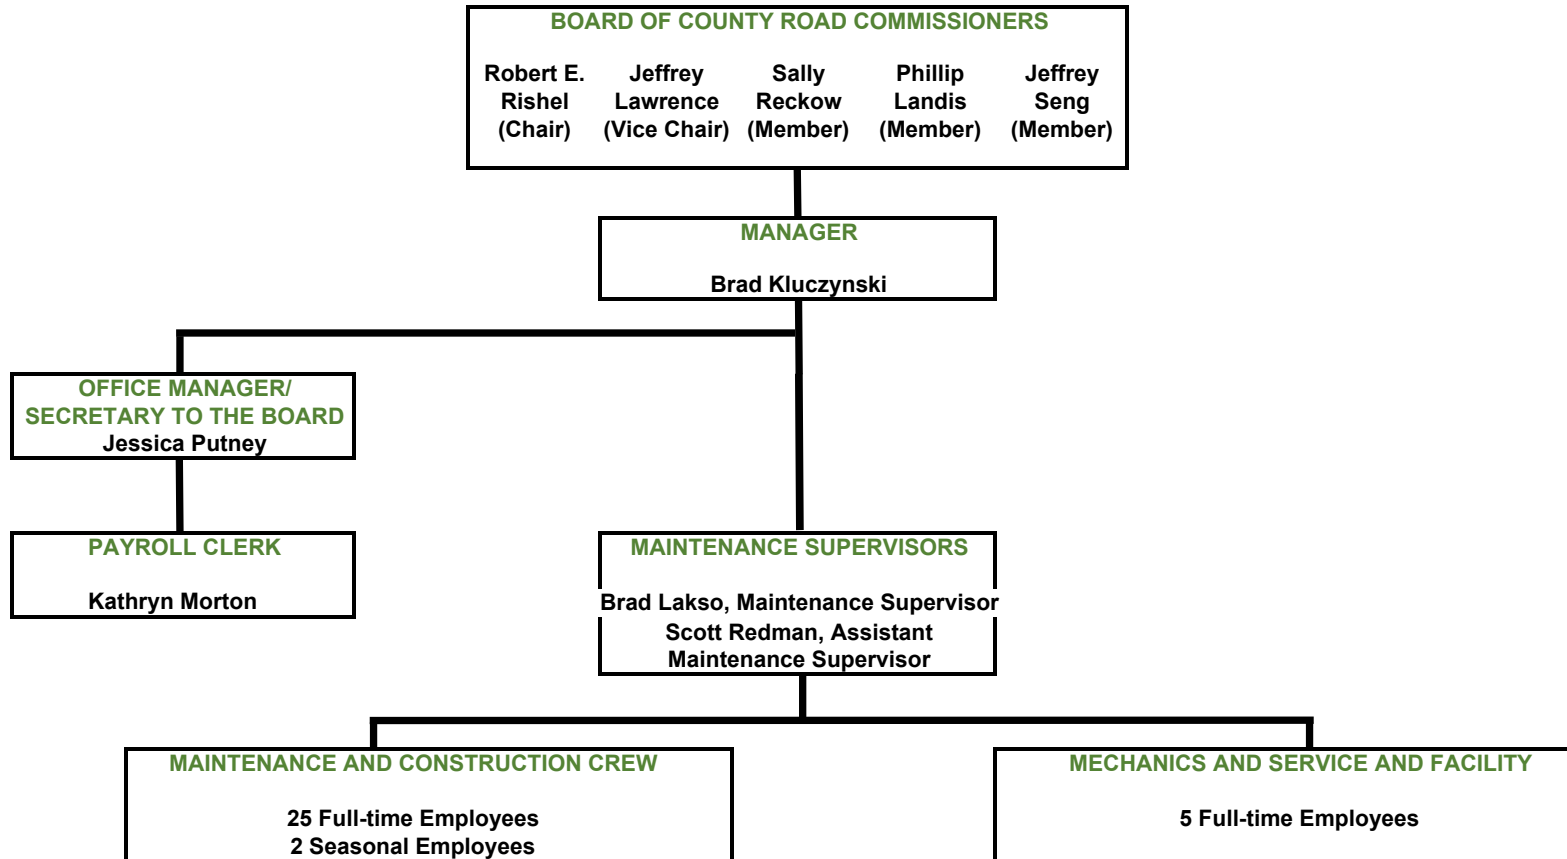 BOARD OF COUNTY ROAD COMMISSIONERS
Robert E. Jeffrey Sally Phillip Jeffrey
Rishel Lawrence Reckow Landis Seng
(Chair) (Vice Chair) (Member) (Member) (Member)
MANAGER
Brad Kluczynski
OFFICE MANAGER/
SECRETARY TO THE BOARD
Jessica Putney
PAYROLL CLERK
Kathryn Morton
MAINTENANCE SUPERVISORS
Brad Lakso, Maintenance Supervisor
Scott Redman, Assistant
Maintenance Supervisor
MAINTENANCE AND CONSTRUCTION CREW
25 Full-time Employees
2 Seasonal Employees
MECHANICS AND SERVICE AND FACILITY
5 Full-time Employees